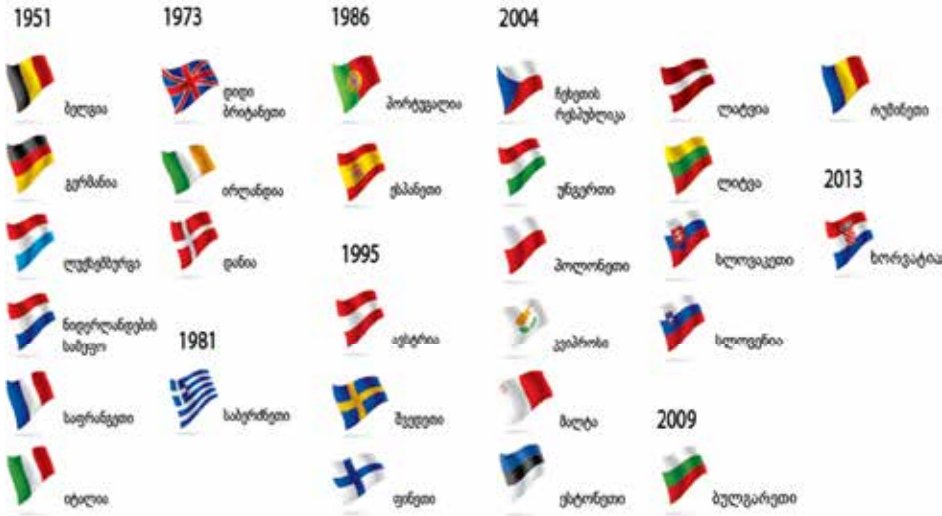 1951
ბელგია
გერმანია
ლუქსემბურგი
ნიდერლანდების
სამეფო
საფრანგეთი
იტალია
1973
დიდი
ბრიტანეთი
ირლანდია
დანია
1981
საბერძნეთი
1986
პორტუგალია
ესპანეთი
1995
ავსტრია
შვედეთი
ფინეთი
2004
ჩეხეთის
რესპუბლიკა
უნგრეთი
პოლონეთი
კვიპროსი
მალტა
ესტონეთი
ლატვია
ლიტვა
სლოვაკეთი
სლოვენია
2009
ბულგარეთი
რუმინეთი
2013
ხორვატია